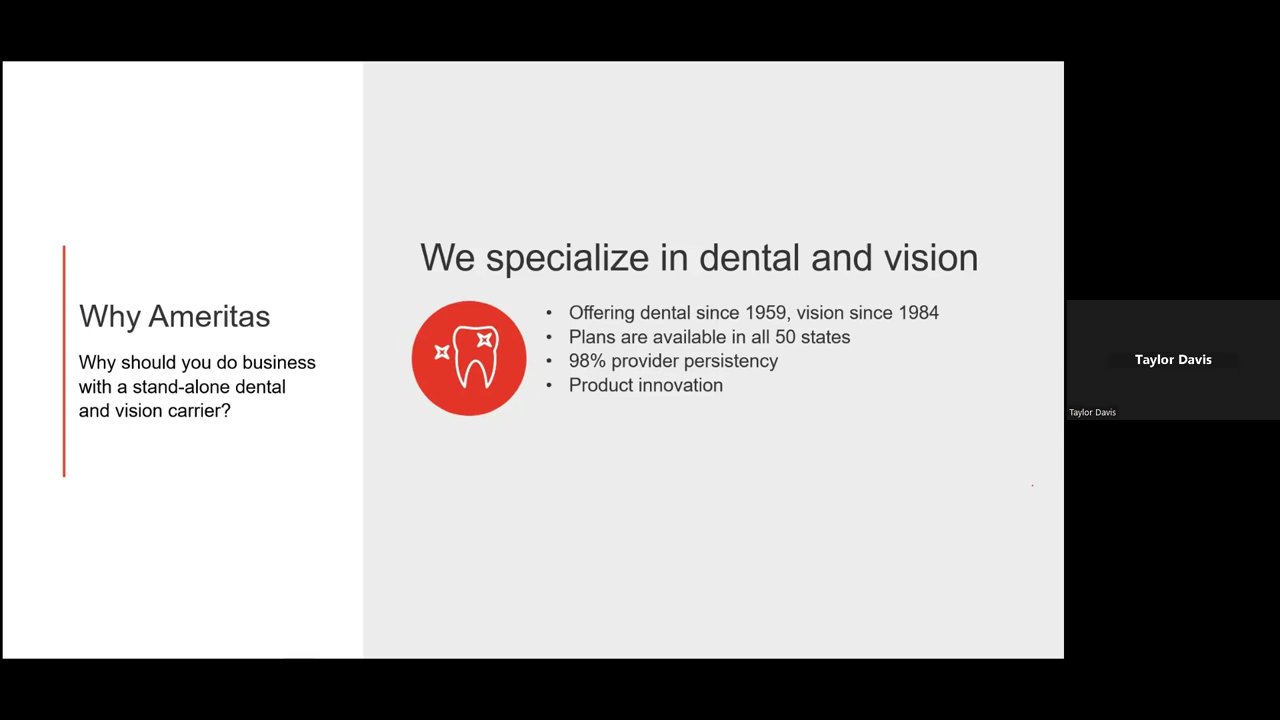 Why Ameritas
Why should you do business
with a stand-alone dental
and vision carrier?
We specialize in dental and vision
• Offering dental since 1959, vision since 1984
• Plans are available in all 50 states
• 98% provider persistency
• Product innovation
Taylor Davis
Taylor Davis